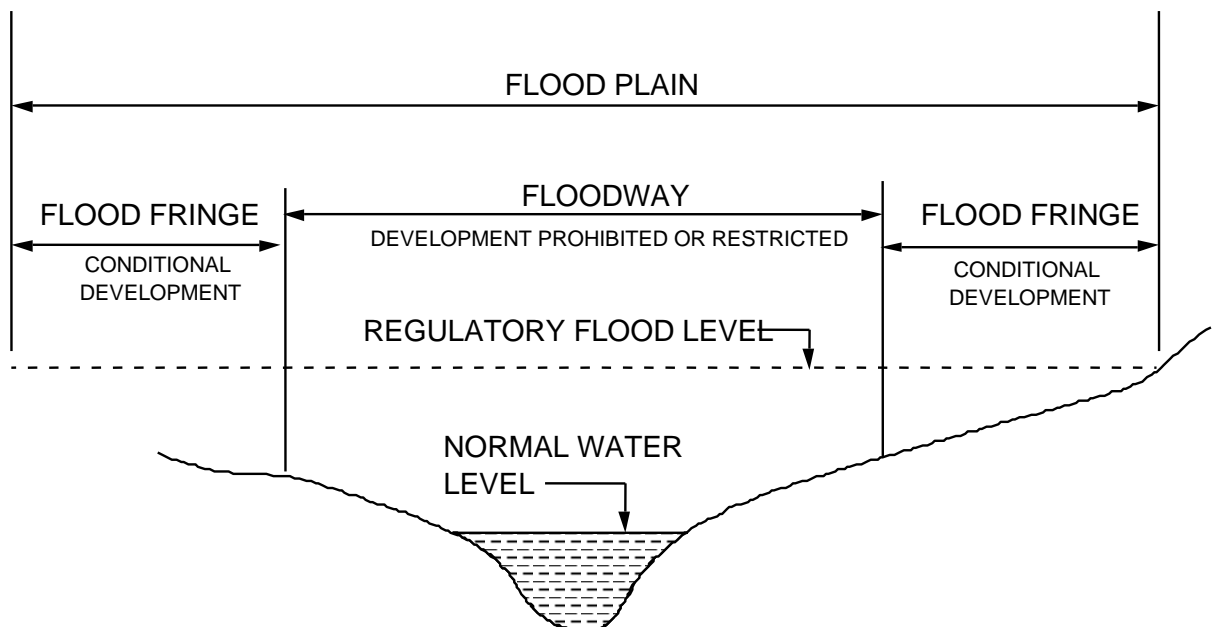 FLOOD PLAIN
FLOOD FRINGE
CONDITIONAL
DEVELOPMENT
FLOODWAY
DEVELOPMENT PROHIBITED OR RESTRICTED
FLOOD FRINGE
CONDITIONAL
DEVELOPMENT
REGULATORY FLOOD LEVEL
NORMAL WATER
LEVEL